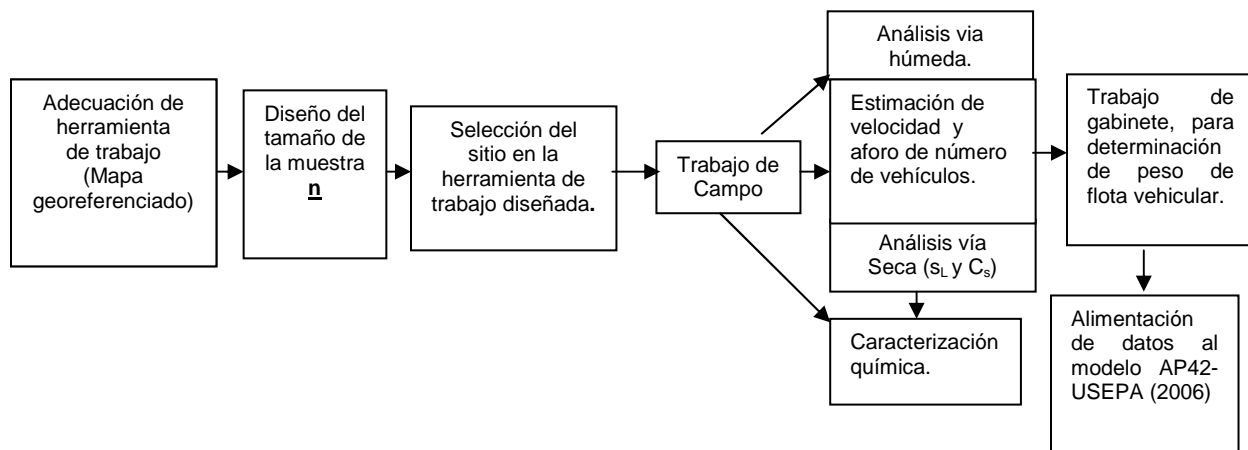 Adecuación de
herramienta
de trabajo
(Mapa
georeferenciado)
Diseño del
tamaño de
la muestra
n
Selección del
sitio en la
herramienta de
trabajo diseñada.
Trabajo de
Campo
Análisis via
húmeda.
Estimación de
velocidad y
aforo de número
de vehículos.
Análisis vía
Seca (sL y Cs)
Caracterización
química.
Trabajo de
gabinete, para
determinación
de peso de
flota vehicular.
Alimentación
de datos al
modelo AP42-
USEPA (2006)